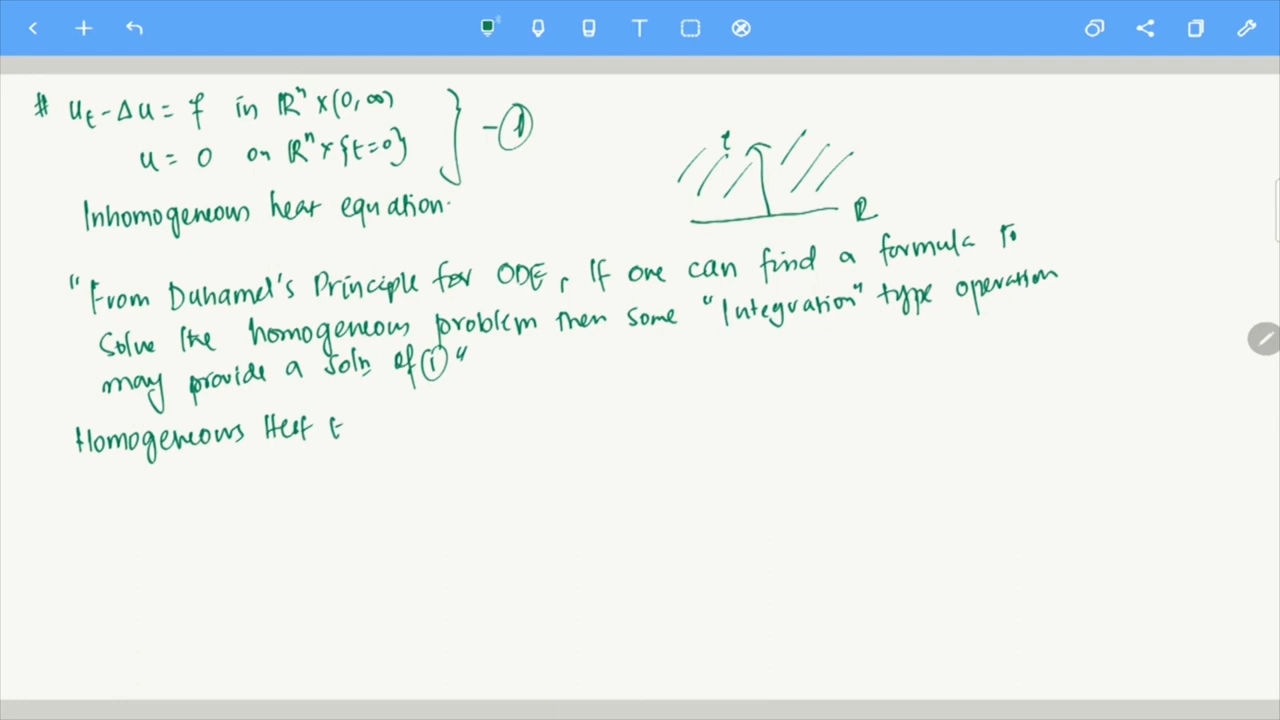 # u_t - Δu = f in ℝⁿ × (0, ∞)
u = 0 on ℝⁿ × {t=0} } - ①
Inhomogeneous heat equation.
t
R
"From Duhamel's Principle for ODE, If one can find a formula to
Solve the homogeneous problem then some "Integration" type operation
may provide a soln of ①"
Homogeneous Heat E